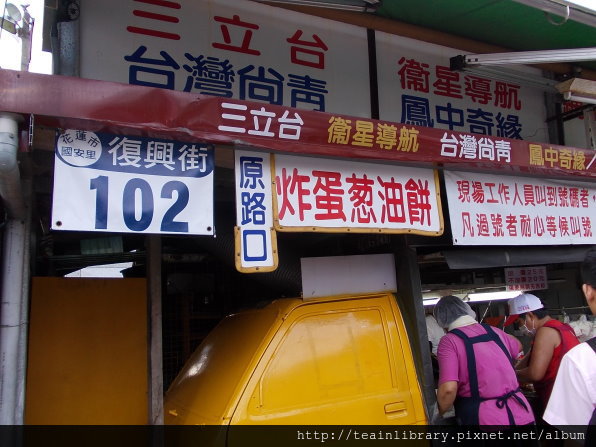 三立台
台灣尚青
衛星導航
鳳中奇緣
三立台 衛星導航 台灣尚青 鳳中奇緣
花蓮市
國安里
復興街
102
原路口
炸蛋葱油餅
現場工作人員叫到號碼者,
凡過號者耐心等候叫號
http://teainlibrary.pixnet.net/album